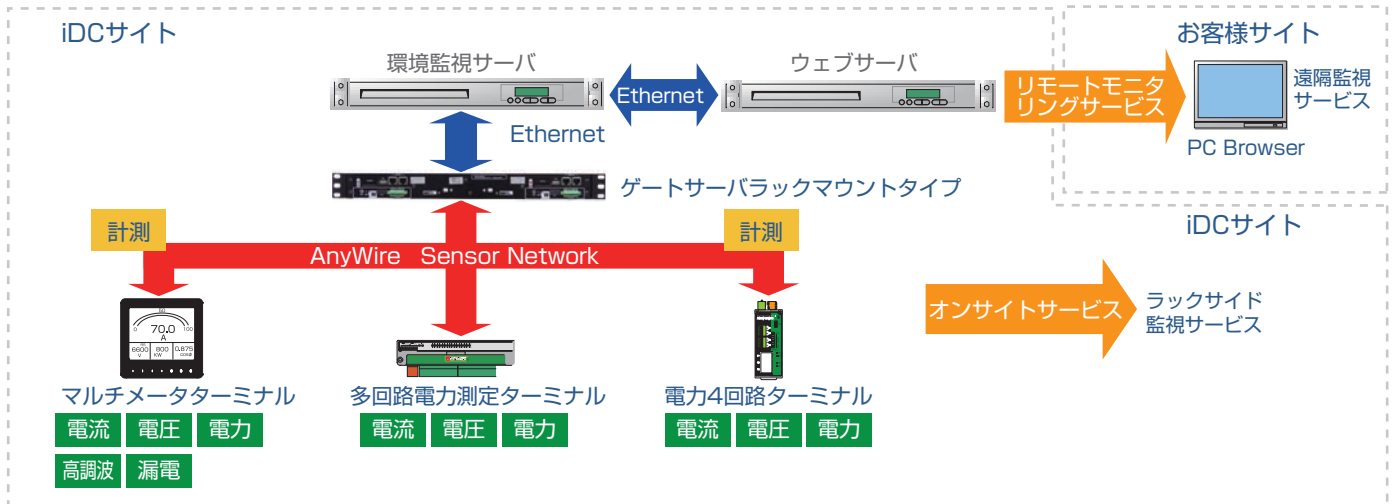 iDCサイト
お客様サイト
環境監視サーバ
ウェブサーバ
Ethernet
リモートモニタ
リングサービス
遠隔監視
サービス
PC Browser
Ethernet
ゲートサーバラックマウントタイプ
iDCサイト
計測
計測
AnyWire Sensor Network
オンサイトサービス
ラックサイド
監視サービス
50
0
70.0
100
A
6600
V
800
KW
0.875
マルチメータターミナル
多回路電力測定ターミナル
電力4回路ターミナル
電流 電圧 電力
電流 電圧 電力
電流 電圧 電力
高調波 漏電